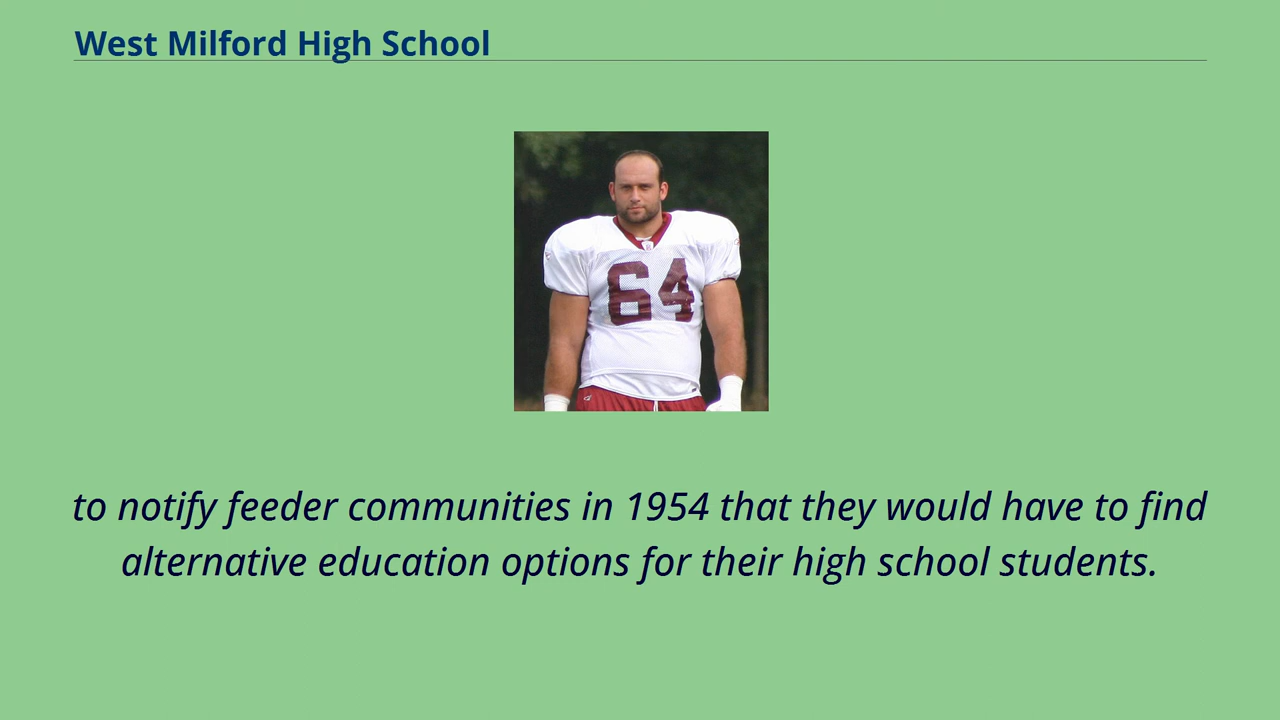 West Milford High School
64
to notify feeder communities in 1954 that they would have to find
alternative education options for their high school students.